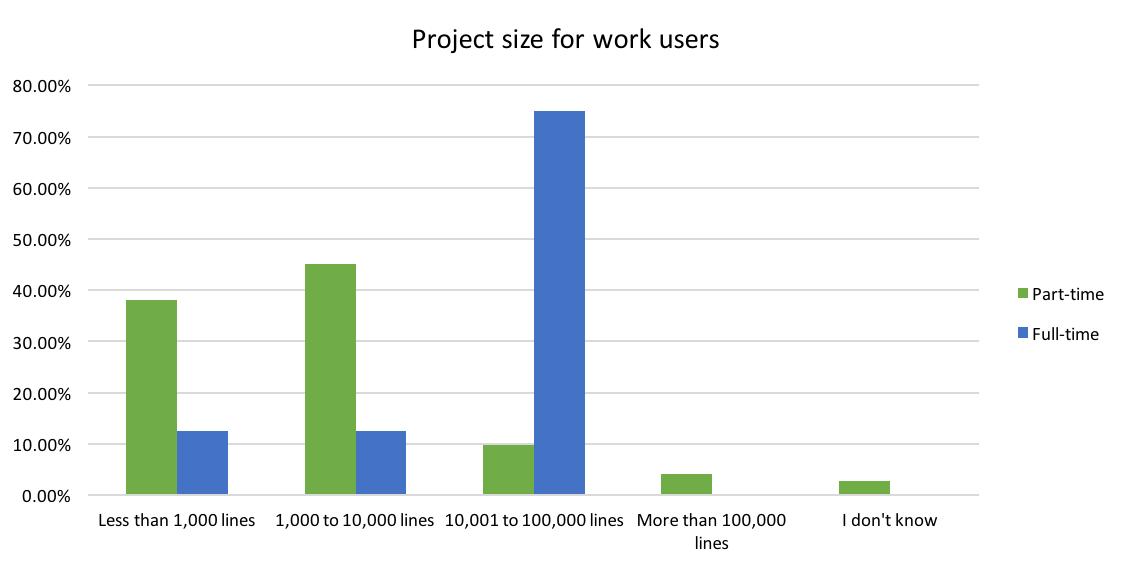 Project size for work users
80.00%
70.00%
60.00%
50.00%
40.00%
30.00%
20.00%
10.00%
0.00%
Less than 1,000 lines
1,000 to 10,000 lines
10,001 to 100,000 lines
More than 100,000
lines
I don't know
Part-time
Full-time